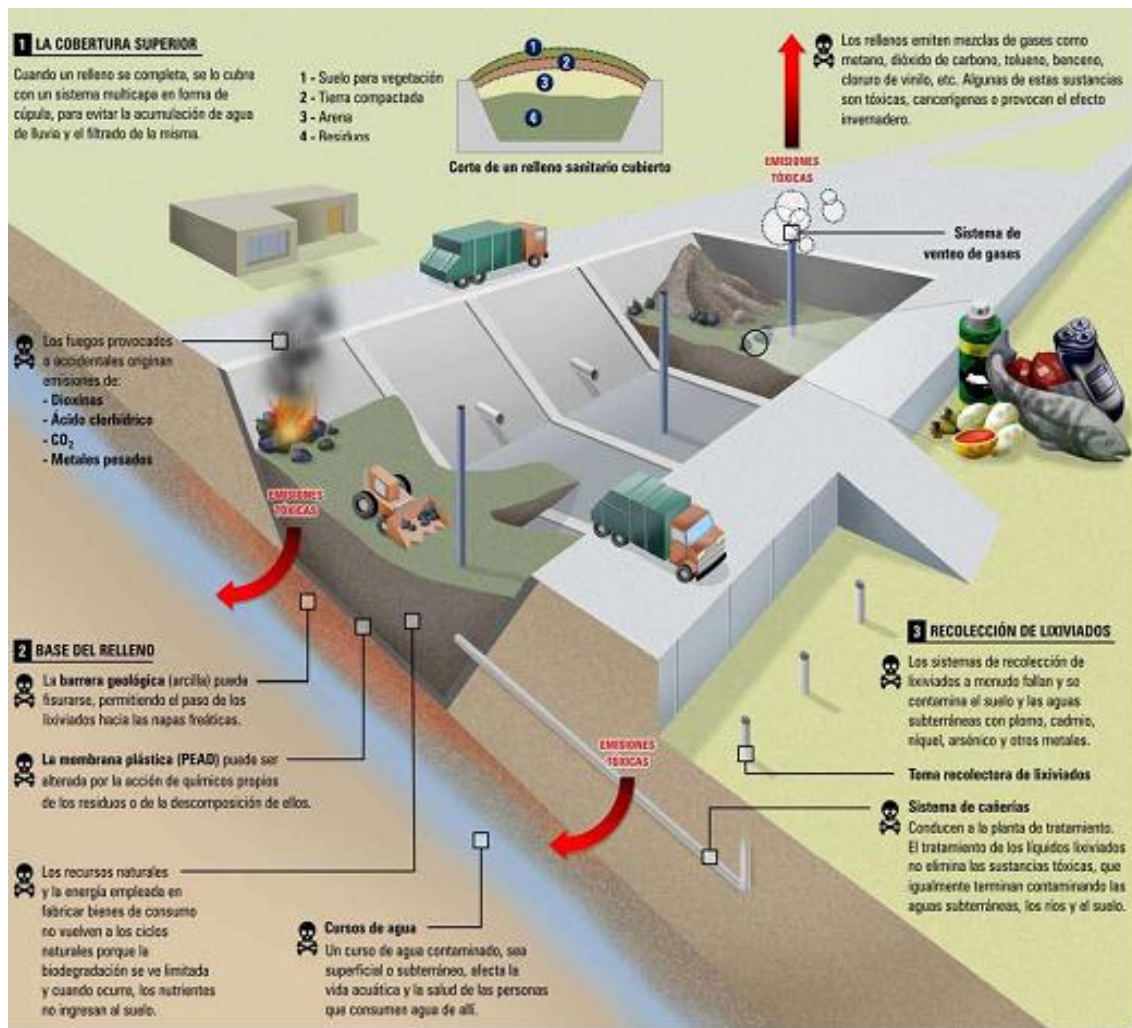 1 LA COBERTURA SUPERIOR
Cuando un relleno se completa, se lo cubre
con un sistema multicapa en forma de
cúpula, para evitar la acumulación de agua
de lluvia y el filtrado de la misma.
1 - Suelo para vegetación
2 - Tierra compactada
3 - Arena
4 - Residuos
1
2
3
4
Corte de un relleno sanitario cubierto
EMISIONES
TÓXICAS
Los rellenos emiten mezclas de gases como
metano, dióxido de carbono, tolueno, benceno,
cloruro de vinilo, etc. Algunas de estas sustancias
son tóxicas, cancerígenas o provocan el efecto
invernadero.
Sistema de
venteo de gases
Los fuegos provocados
o accidentales originan
emisiones de:
- Dioxinas
- Ácido clorhídrico
- CO₂
- Metales pesados
EMISIONES
TÓXICAS
2 BASE DEL RELLENO
La barrera geológica (arcilla) puede
fisurarse, permitiendo el paso de los
lixiviados hacia las napas freáticas.
La membrana plástica (PEAD) puede ser
alterada por la acción de químicos propios
de los residuos o de la descomposición de ellos.
Los recursos naturales
y la energía empleada en
fabricar bienes de consumo
no vuelven a los ciclos
naturales porque la
biodegradación se ve limitada
y cuando ocurre, los nutrientes
no ingresan al suelo.
Cursos de agua
Un curso de agua contaminado, sea
superficial o subterráneo, afecta la
vida acuática y la salud de las personas
que consumen agua de allí.
EMISIONES
TÓXICAS
3 RECOLECCIÓN DE LIXIVIADOS
Los sistemas de recolección de
lixiviados a menudo fallan y se
contamina el suelo y las aguas
subterráneas con plomo, cadmio,
níquel, arsénico y otros metales.
Toma recolectora de lixiviados
Sistema de cañerías
Conducen a la planta de tratamiento.
El tratamiento de los líquidos lixiviados
no elimina las sustancias tóxicas, que
igualmente terminan contaminando las
aguas subterráneas, los ríos y el suelo.